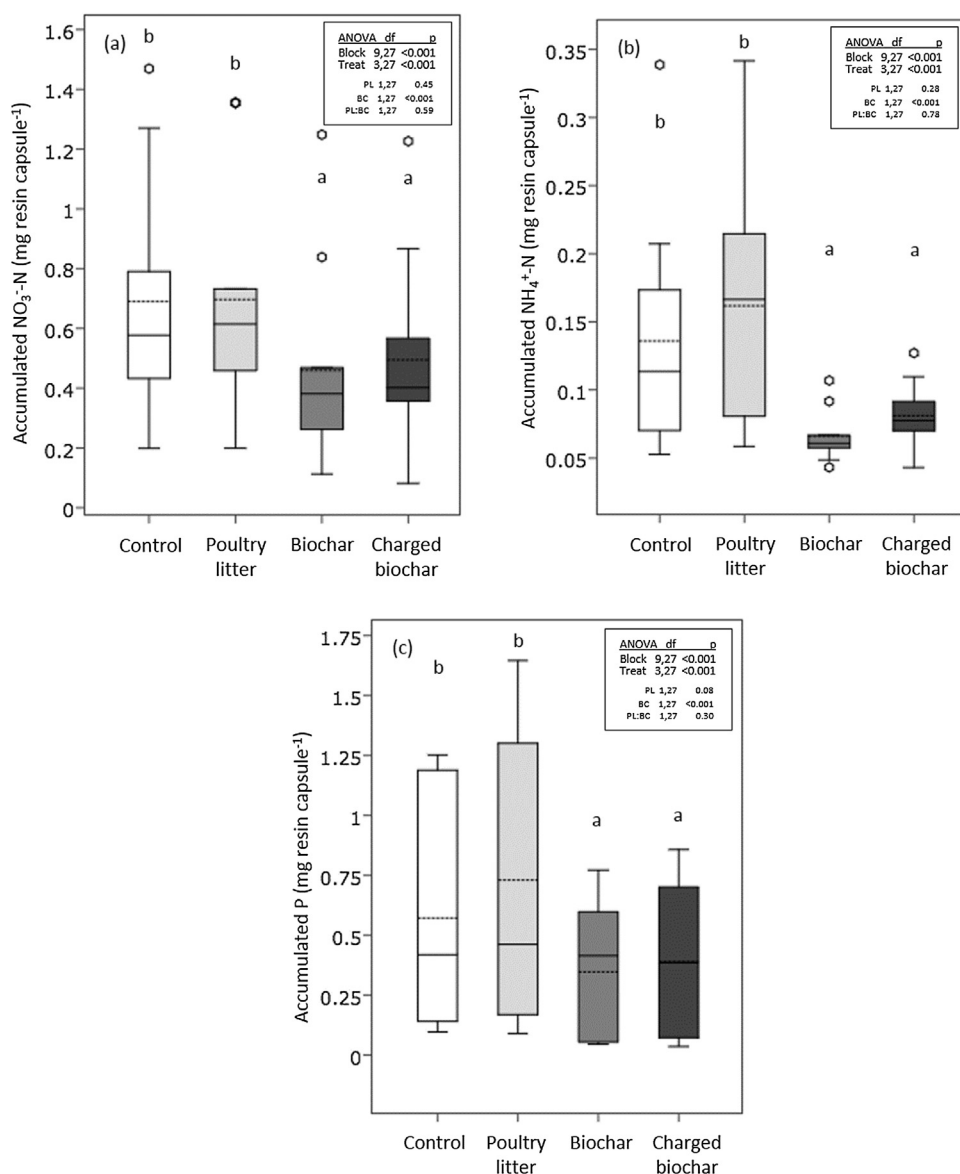 Accumulated NO₃⁻-N (mg resin capsule⁻¹)
1.6
1.4
1.2
1
0.8
0.6
0.4
0.2
0
(a)
b
b
a
a
ANOVA df p
Block 9,27 <0.001
Treat 3,27 <0.001
PL 1,27 0.45
BC 1,27 <0.001
PL:BC 1,27 0.59
Control
Poultry
litter
Biochar
Charged
biochar
Accumulated NH₄⁺-N (mg resin capsule⁻¹)
0.35
0.3
0.25
0.2
0.15
0.1
0.05
(b)
b
b
a
a
ANOVA df p
Block 9,27 <0.001
Treat 3,27 <0.001
PL 1,27 0.28
BC 1,27 <0.001
PL:BC 1,27 0.78
Control
Poultry
litter
Biochar
Charged
biochar
Accumulated P (mg resin capsule⁻¹)
1.75
1.5
1.25
1
0.75
0.5
0.25
0
(c)
b
b
a
a
ANOVA df p
Block 9,27 <0.001
Treat 3,27 <0.001
PL 1,27 0.08
BC 1,27 <0.001
PL:BC 1,27 0.30
Control
Poultry
litter
Biochar
Charged
biochar